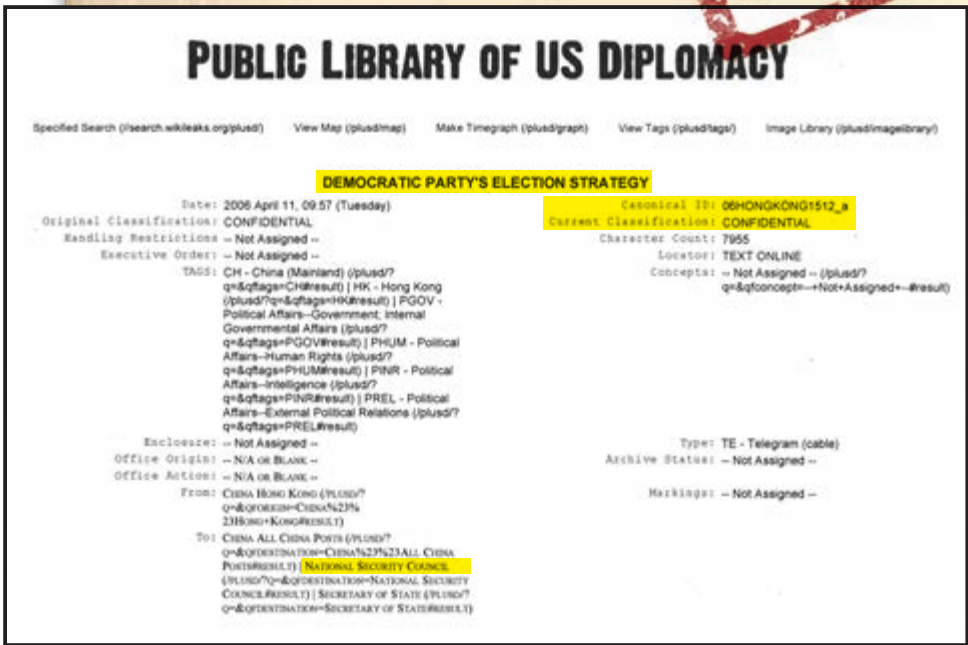 PUBLIC LIBRARY OF US DIPLOMACY
Specified Search (//search.wikileaks.org/plusd/) View Map (/plusd/map) Make Timegraph (/plusd/graph) View Tags (/plusd/tags/) Image Library (/plusd/imagelibrary/)
DEMOCRATIC PARTY'S ELECTION STRATEGY
Date: 2006 April 11, 09:57 (Tuesday)
Canonical ID: 06HONGKONG1512_a
Original Classification: CONFIDENTIAL
Current Classification: CONFIDENTIAL
Handling Restrictions -- Not Assigned --
Character Count: 7955
Executive Order: -- Not Assigned --
Locator: TEXT ONLINE
TAGS: CH - China (Mainland) (/plusd/?
q=&qftags=CH#result) | HK - Hong Kong
(/plusd/?q=&qftags=HK#result) | PGOV -
Political Affairs--Government; Internal
Governmental Affairs (/plusd/?
q=&qftags=PGOV#result) | PHUM - Political
Affairs--Human Rights (/plusd/?
q=&qftags=PHUM#result) | PINR - Political
Affairs--Intelligence (/plusd/?
q=&qftags=PINR#result) | PREL - Political
Affairs--External Political Relations (/plusd/?
q=&qftags=PREL#result)
Concepts: -- Not Assigned -- (/plusd/?
q=&qfconcept=--+Not+Assigned+--#result)
Enclosure: -- Not Assigned --
Type: TE - Telegram (cable)
Office Origin: -- N/A OR BLANK --
Archive Status: -- Not Assigned --
Office Action: -- N/A OR BLANK --
From: CHINA HONG KONG (/PLUSD/?
Q=&QFORIGIN=CHINA%23%
23HONG+KONG#RESULT)
Markings: -- Not Assigned --
To: CHINA ALL CHINA POSTS (/PLUSD/?
Q=&QFDESTINATION=CHINA%23%23ALL CHINA
POSTS#RESULT) | NATIONAL SECURITY COUNCIL
(/PLUSD/?Q=&QFDESTINATION=NATIONAL SECURITY
COUNCIL#RESULT) | SECRETARY OF STATE (/PLUSD/?
Q=&QFDESTINATION=SECRETARY OF STATE#RESULT)